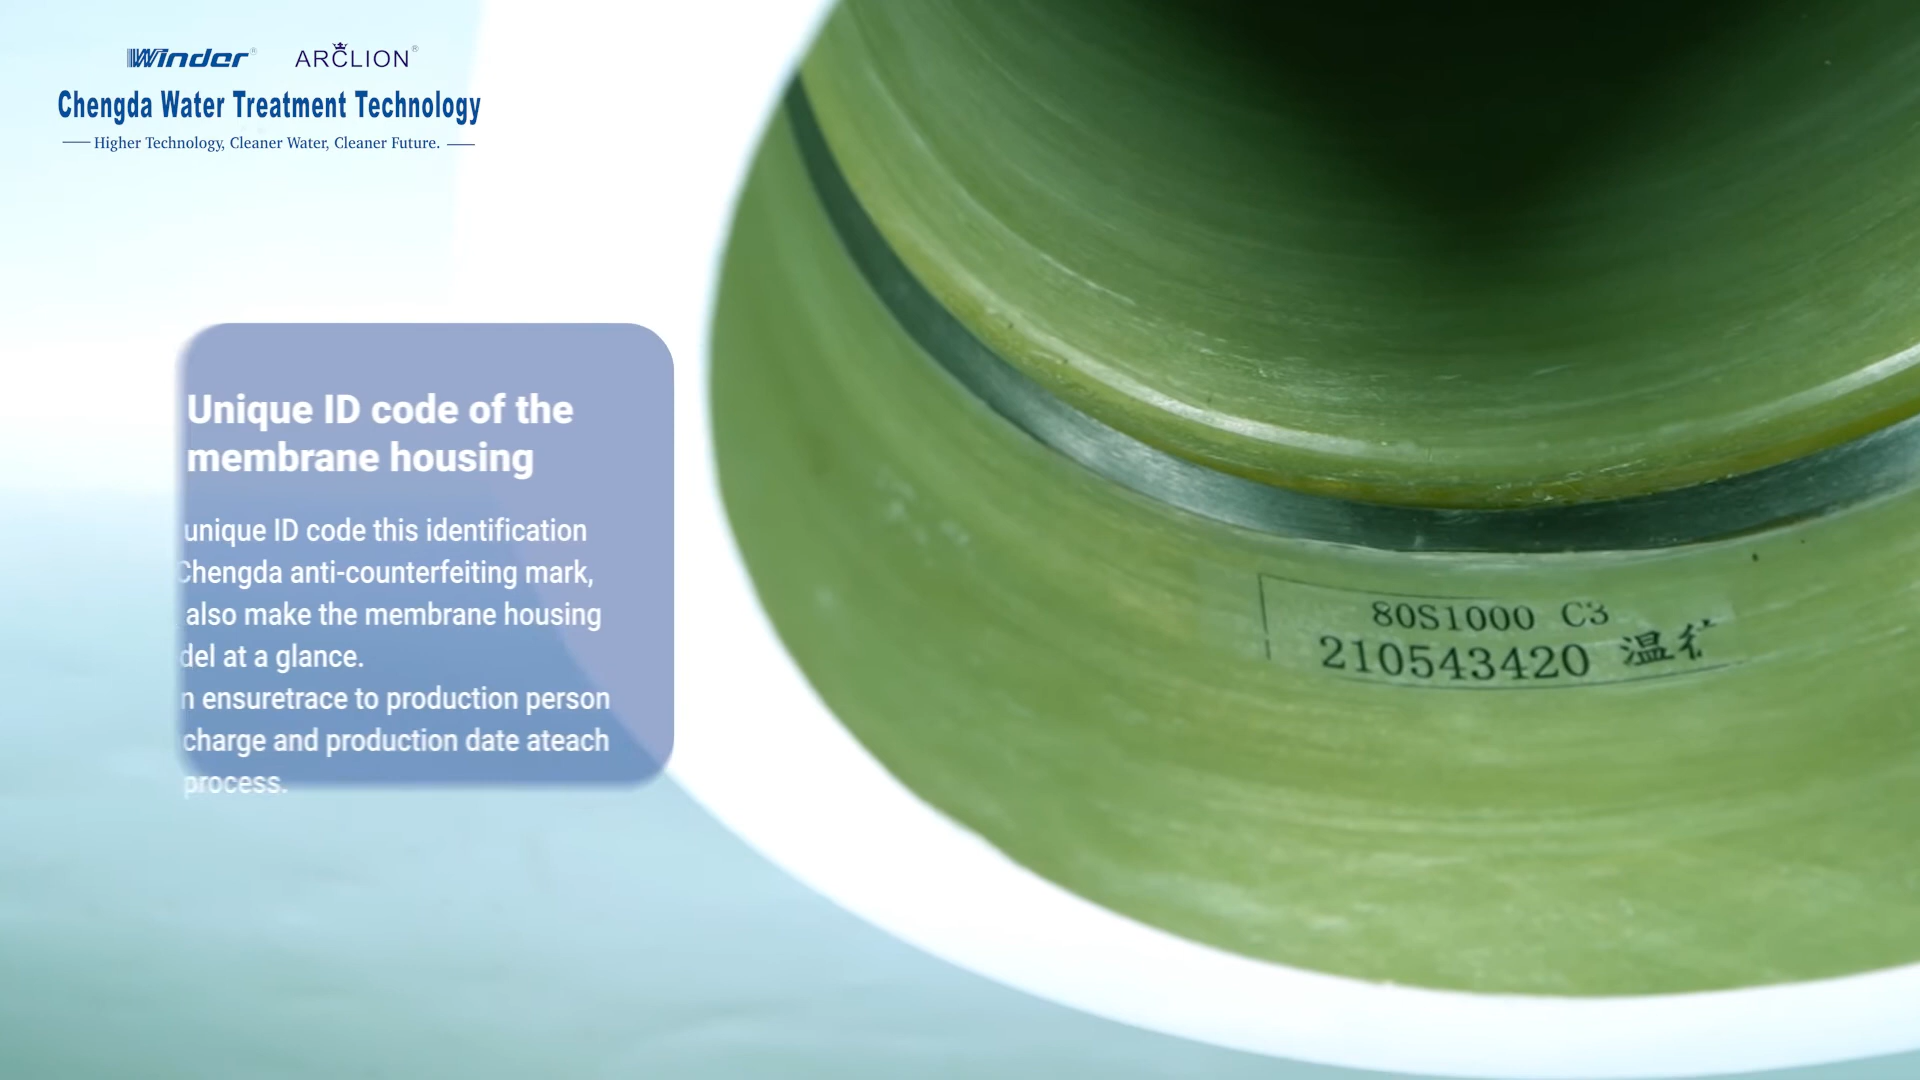 Winder® ARCLION®
Chengda Water Treatment Technology
Higher Technology, Cleaner Water, Cleaner Future.
Unique ID code of the
membrane housing
unique ID code this identification
Chengda anti-counterfeiting mark,
also make the membrane housing
del at a glance.
n ensuretrace to production person
charge and production date ateach
process.
80S1000 C3
210543420 温